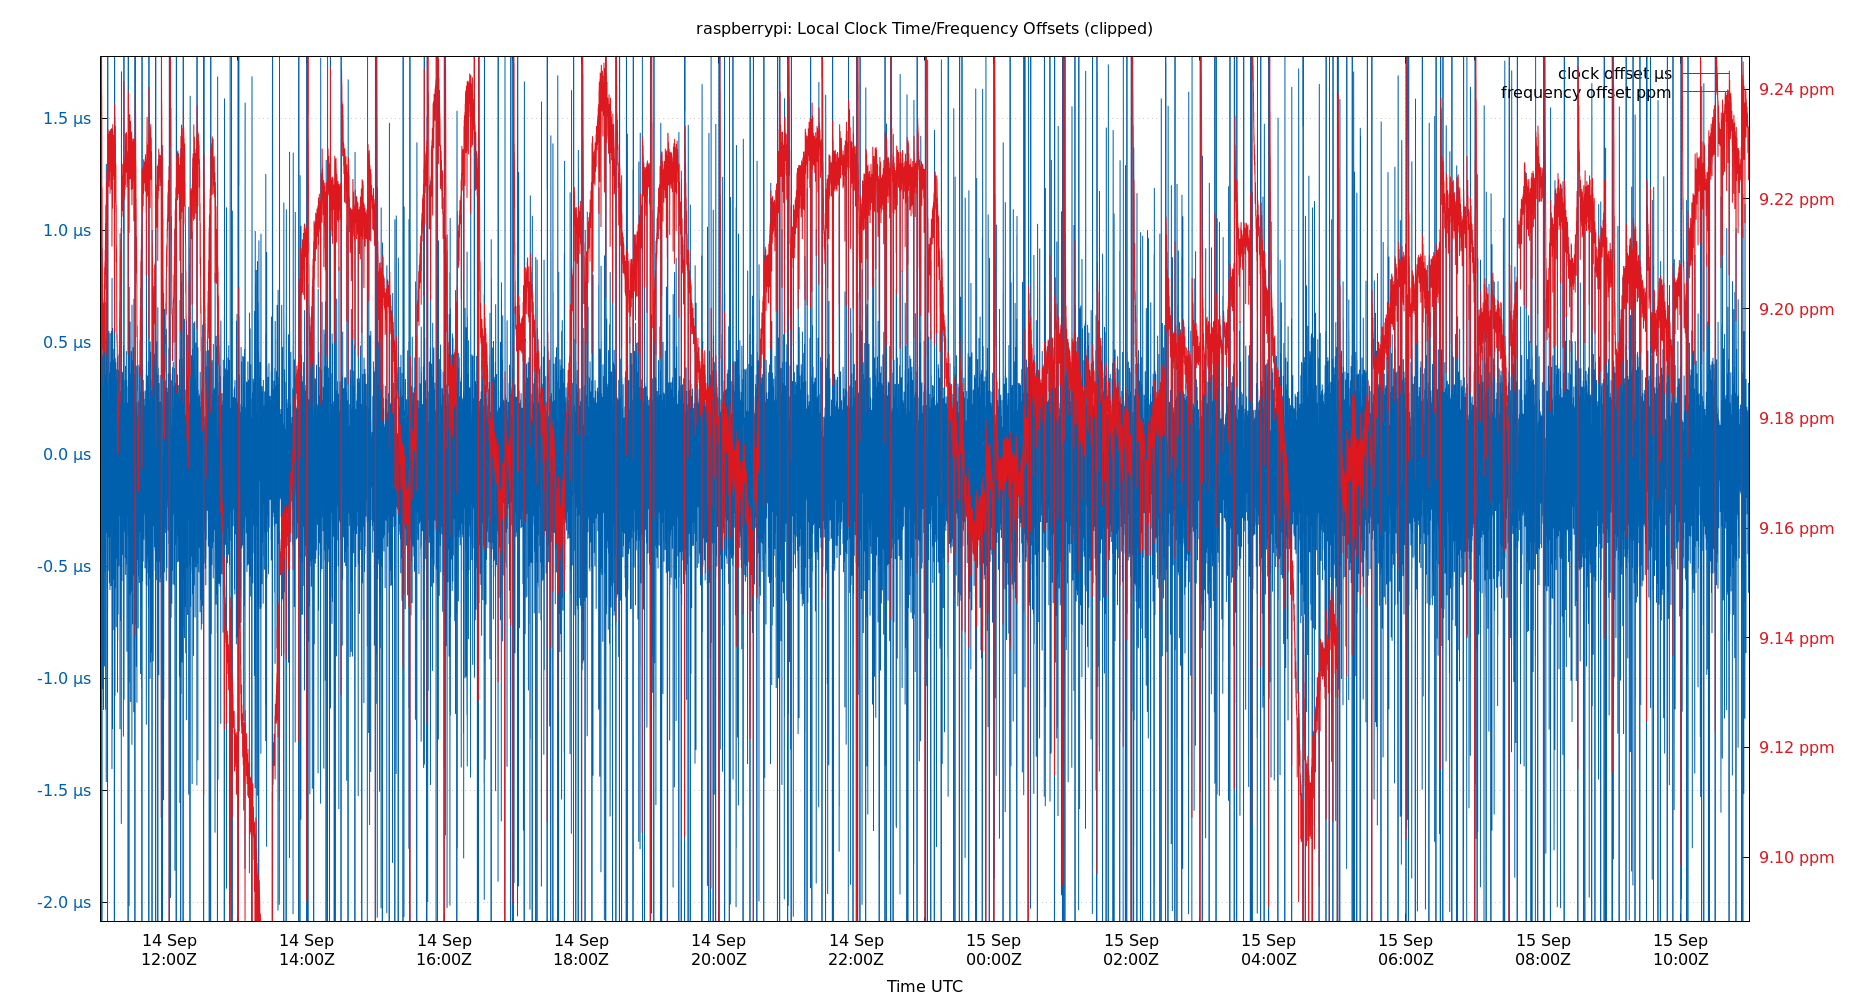 raspberrypi: Local Clock Time/Frequency Offsets (clipped)
clock offset µs
frequency offset ppm
1.5 µs
1.0 µs
0.5 µs
0.0 µs
-0.5 µs
-1.0 µs
-1.5 µs
-2.0 µs
9.24 ppm
9.22 ppm
9.20 ppm
9.18 ppm
9.16 ppm
9.14 ppm
9.12 ppm
9.10 ppm
14 Sep
12:00Z
14 Sep
14:00Z
14 Sep
16:00Z
14 Sep
18:00Z
14 Sep
20:00Z
14 Sep
22:00Z
15 Sep
00:00Z
15 Sep
02:00Z
15 Sep
04:00Z
15 Sep
06:00Z
15 Sep
08:00Z
15 Sep
10:00Z
Time UTC